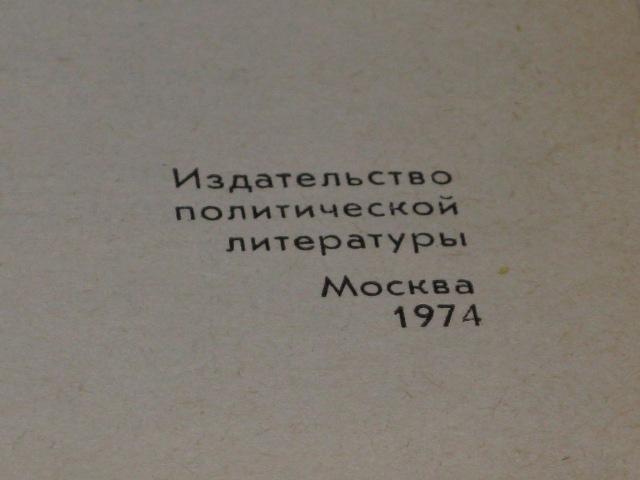 Издательство
политической
литературы
Москва
1974